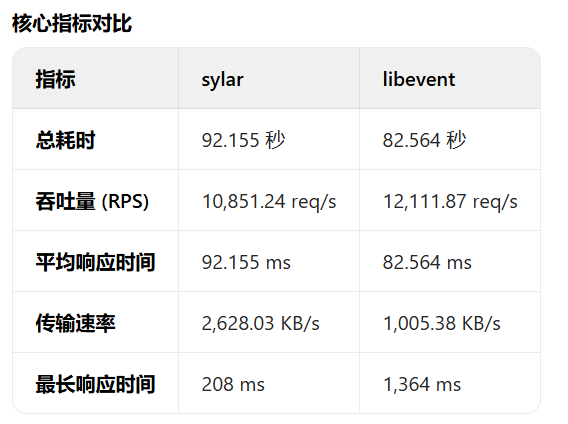 核心指标对比
指标 sylar libevent
总耗时 92.155 秒 82.564 秒
吞吐量 (RPS) 10,851.24 req/s 12,111.87 req/s
平均响应时间 92.155 ms 82.564 ms
传输速率 2,628.03 KB/s 1,005.38 KB/s
最长响应时间 208 ms 1,364 ms